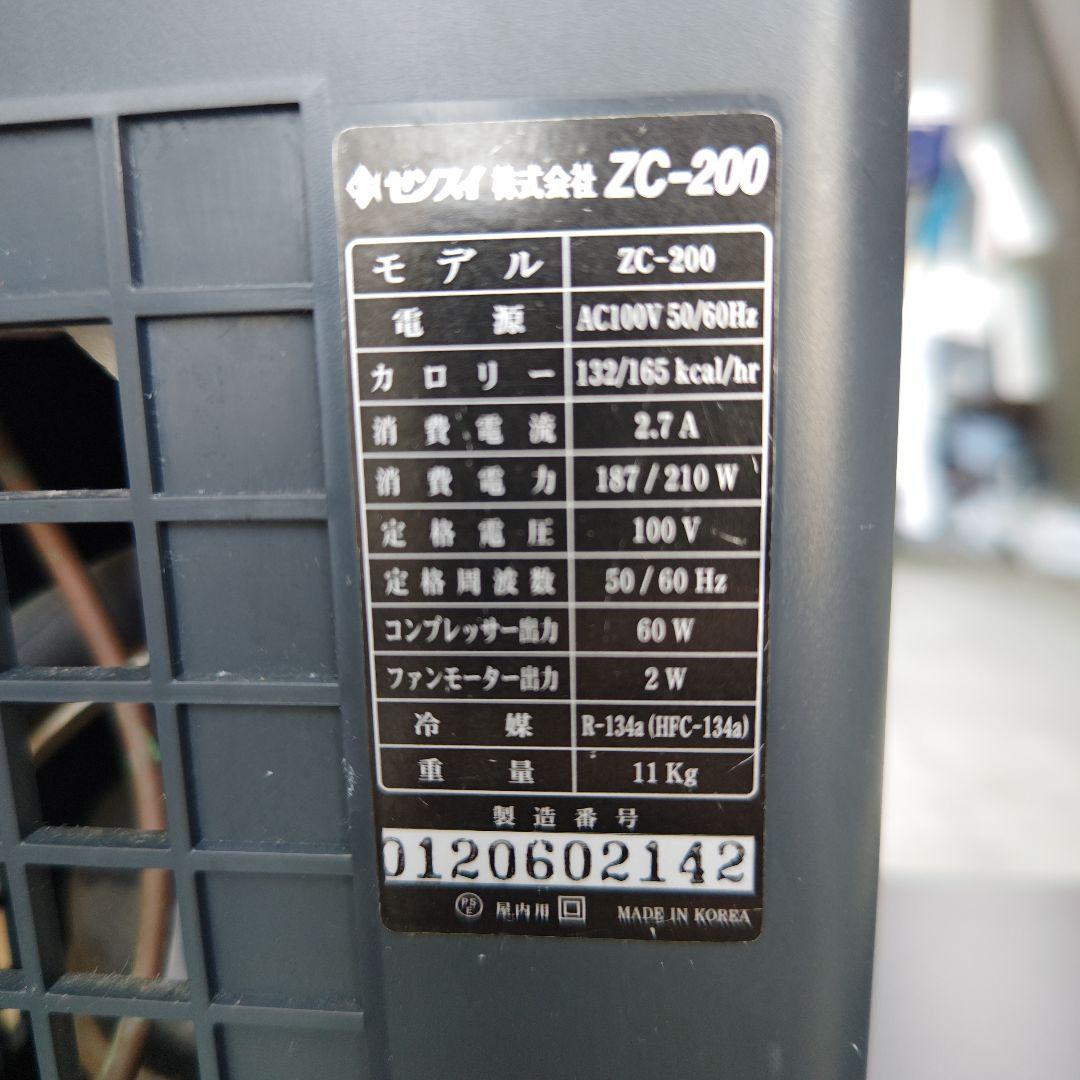 ゼンスイ 株式会社 ZC-200
モデル ZC-200
電源 AC100V 50/60Hz
カロリー 132/165 kcal/hr
消費電流 2.7 A
消費電力 187 / 210 W
定格電圧 100 V
定格周波数 50 / 60 Hz
コンプレッサー出力 60 W
ファンモーター出力 2 W
冷媒 R-134a (HFC-134a)
重量 11 Kg
製造番号
0120602142
PSE 屋内用 MADE IN KOREA